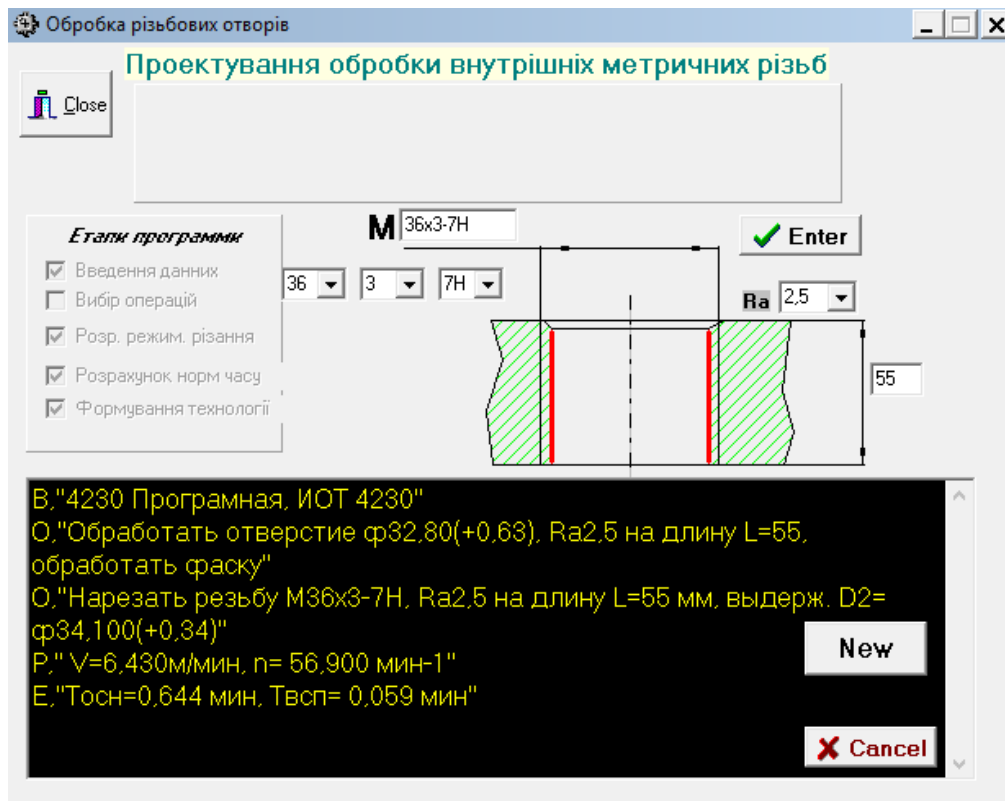 Обробка різьбових отворів
Проектування обробки внутрішніх метричних різьб
Close
M 36x3-7H
Enter
Етапи программи
Введення данних
Вибір операцій
Розр. режим. різання
Розрахунок норм часу
Формування технології
36 3 7H
Ra 2,5
55
В,"4230 Програмная, ИОТ 4230"
О,"Обработать отверстие ф32,80(+0,63), Ra2,5 на длину L=55,
обработать фаску"
О,"Нарезать резьбу М36х3-7Н, Ra2,5 на длину L=55 мм, выдерж. D2=
ф34,100(+0,34)"
Р," V=6,430м/мин, n= 56,900 мин-1"
Е,"Тосн=0,644 мин, Твсп= 0,059 мин"
New
Cancel